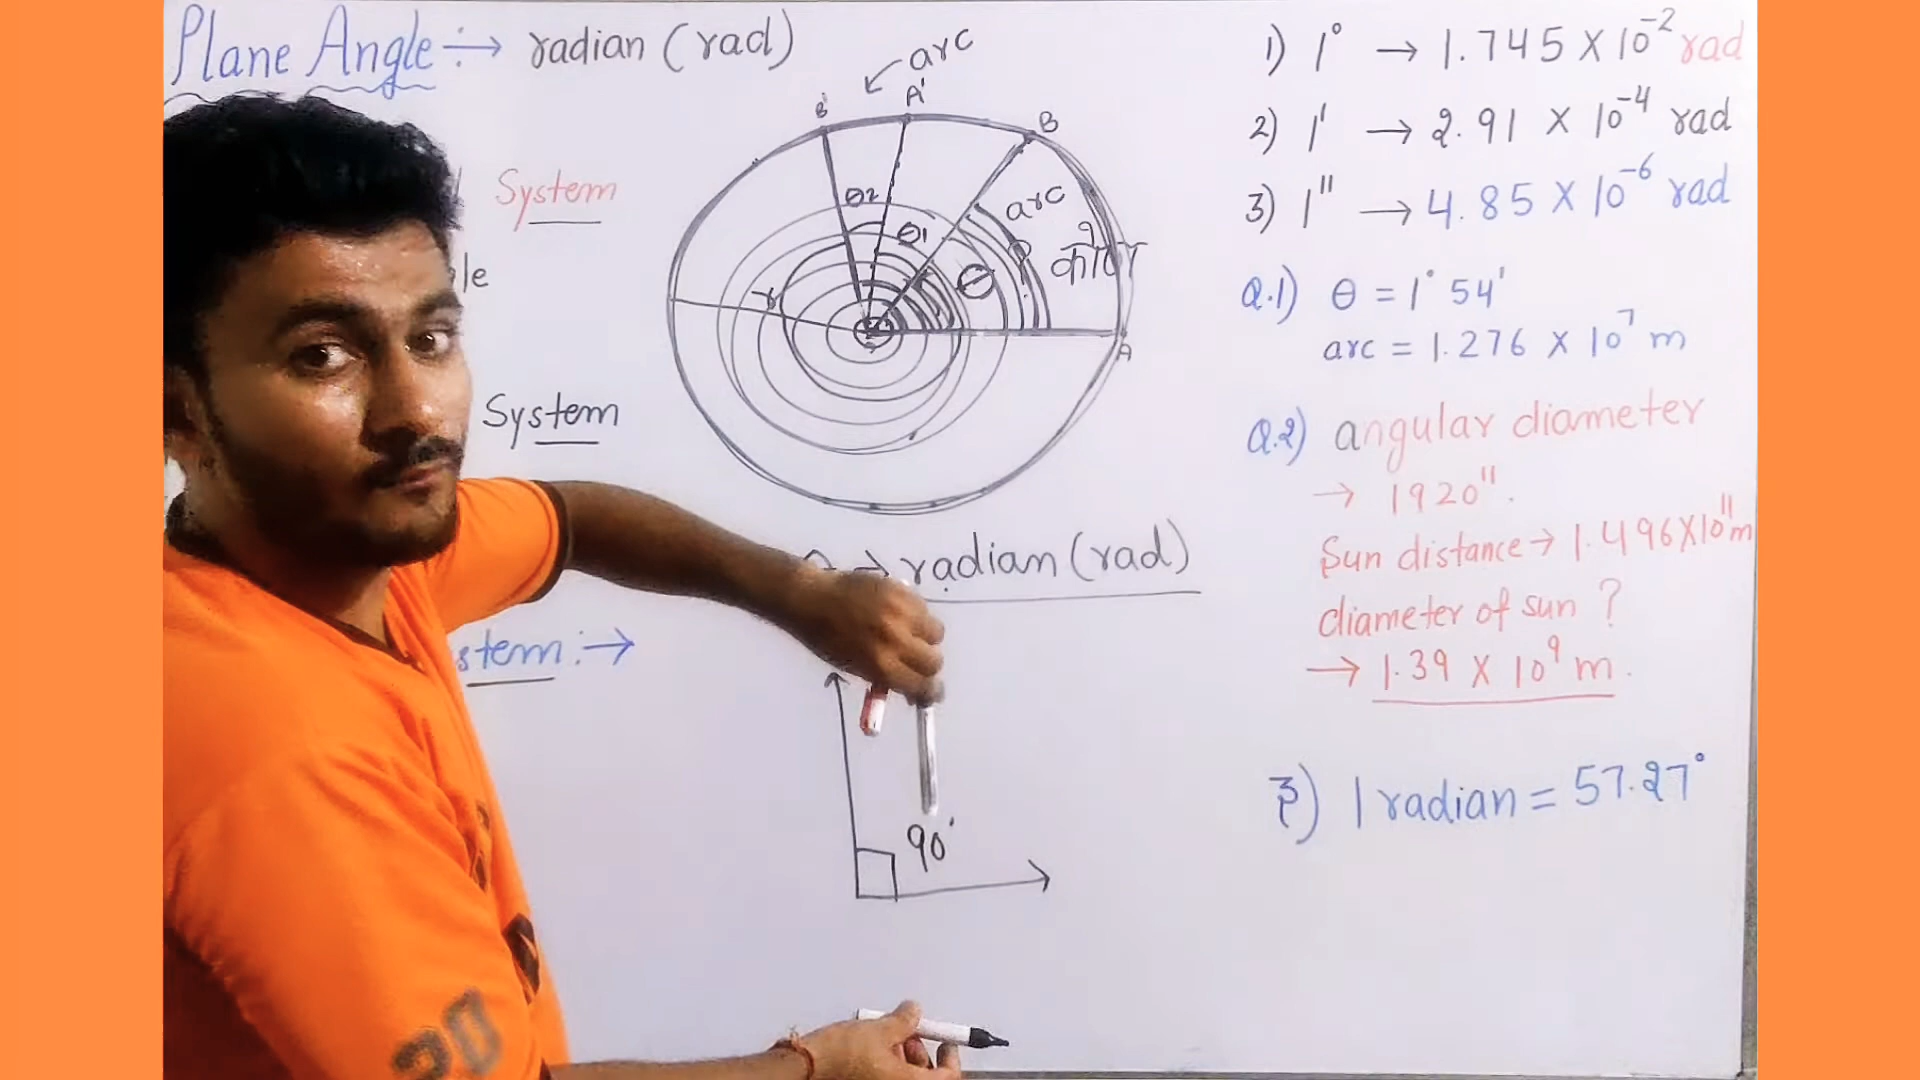 Plane Angle :→ radian (rad)
System
le
System
stem :→
arc
B' A' B
θ2 θ1 θ
arc
r
कोण
?
A
→ radian (rad)
90°
1) 1° → 1.745 X 10⁻² rad
2) 1' → 2.91 X 10⁻⁴ rad
3) 1" → 4.85 X 10⁻⁶ rad
Q.1) θ = 1° 54'
arc = 1.276 X 10⁷ m
Q.2) angular diameter
→ 1920".
Sun distance → 1.496X10¹¹m
diameter of sun ?
→ 1.39 X 10⁹ m.
1 radian = 57.27°
20